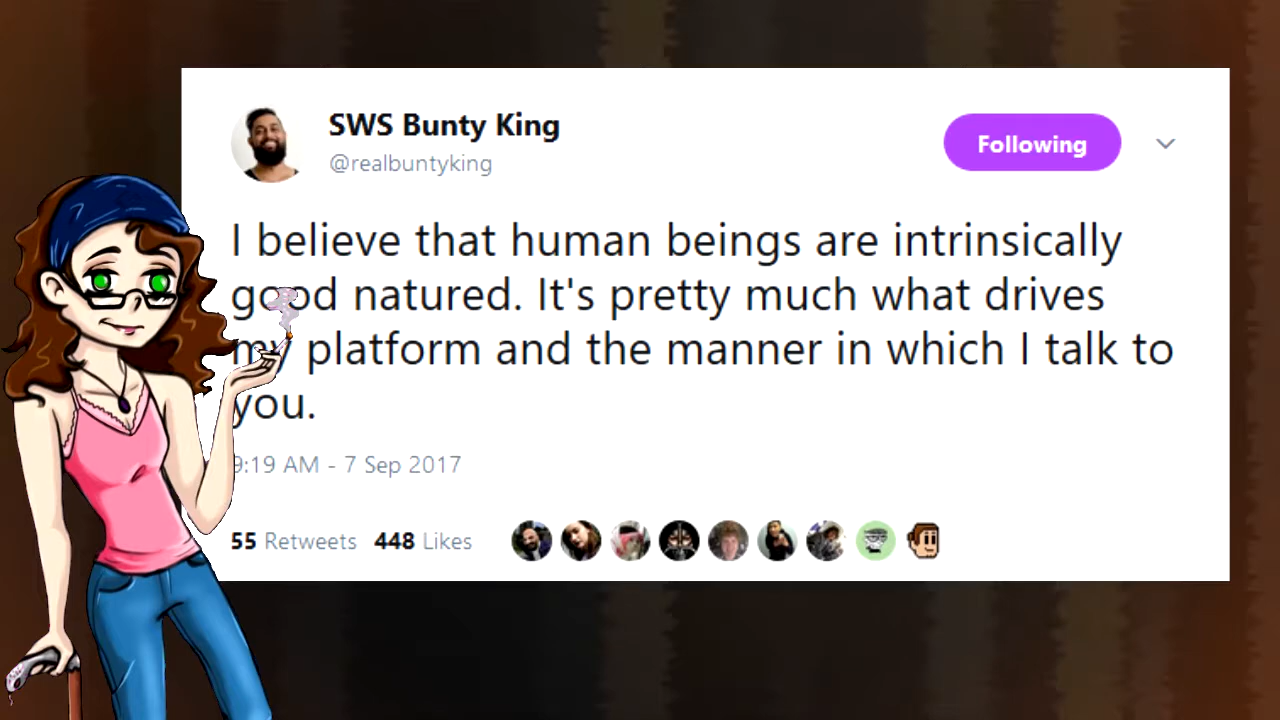 SWS Bunty King
@realbuntyking
Following
I believe that human beings are intrinsically
good natured. It's pretty much what drives
my platform and the manner in which I talk to
you.
9:19 AM - 7 Sep 2017
55 Retweets 448 Likes